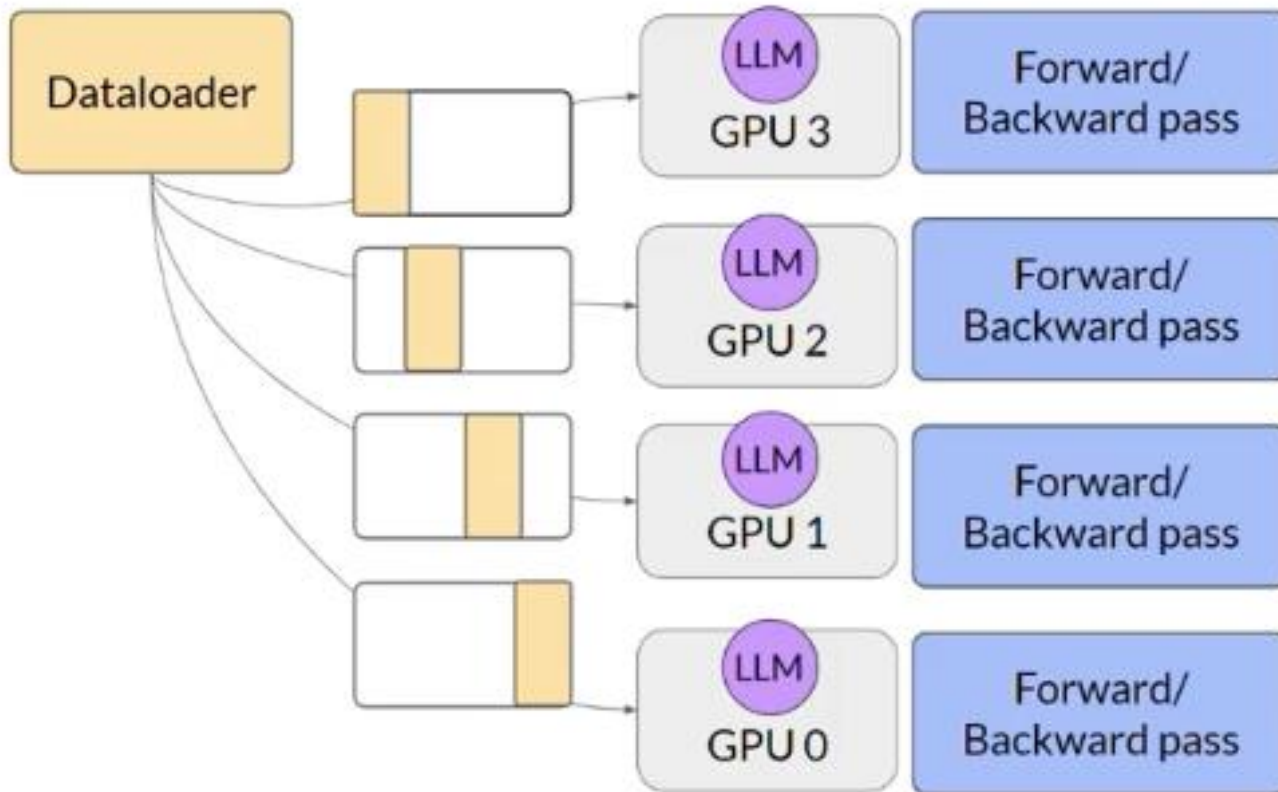 Dataloader
LLM
GPU 3
Forward/
Backward pass
LLM
GPU 2
Forward/
Backward pass
LLM
GPU 1
Forward/
Backward pass
LLM
GPU 0
Forward/
Backward pass